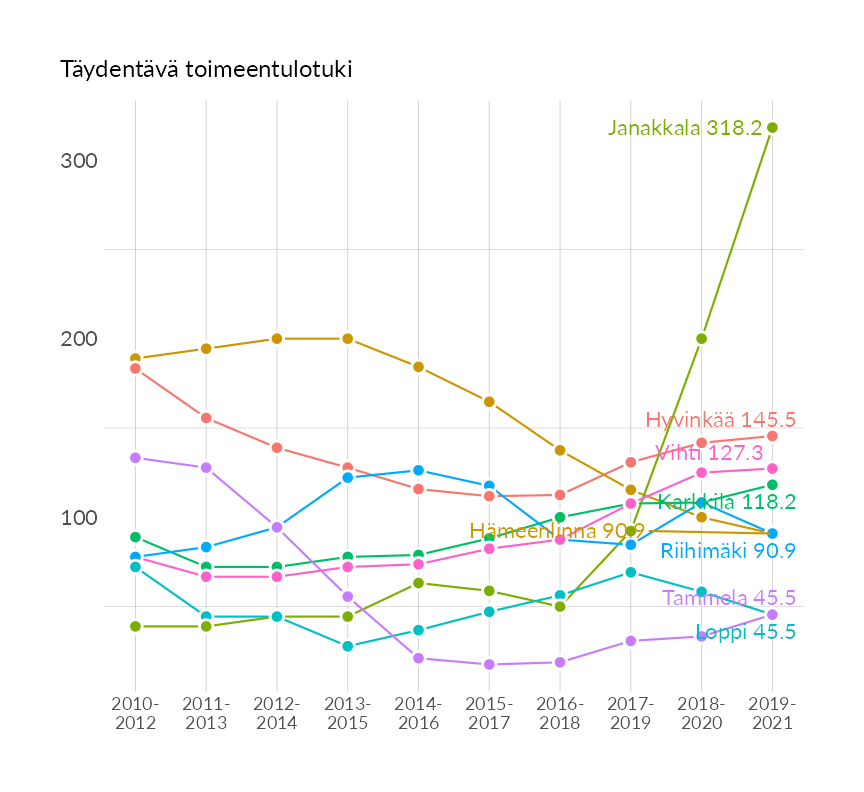 Täydentävä toimeentulotuki
Janakkala 318.2
300
200
Hyvinkää 145.5
Vihti 127.3
Karkkila 118.2
100
Hämeenlinna 90.9
Riihimäki 90.9
Tammela 45.5
Loppi 45.5
2010- 2011- 2012- 2013- 2014- 2015- 2016- 2017- 2018- 2019-
2012 2013 2014 2015 2016 2017 2018 2019 2020 2021